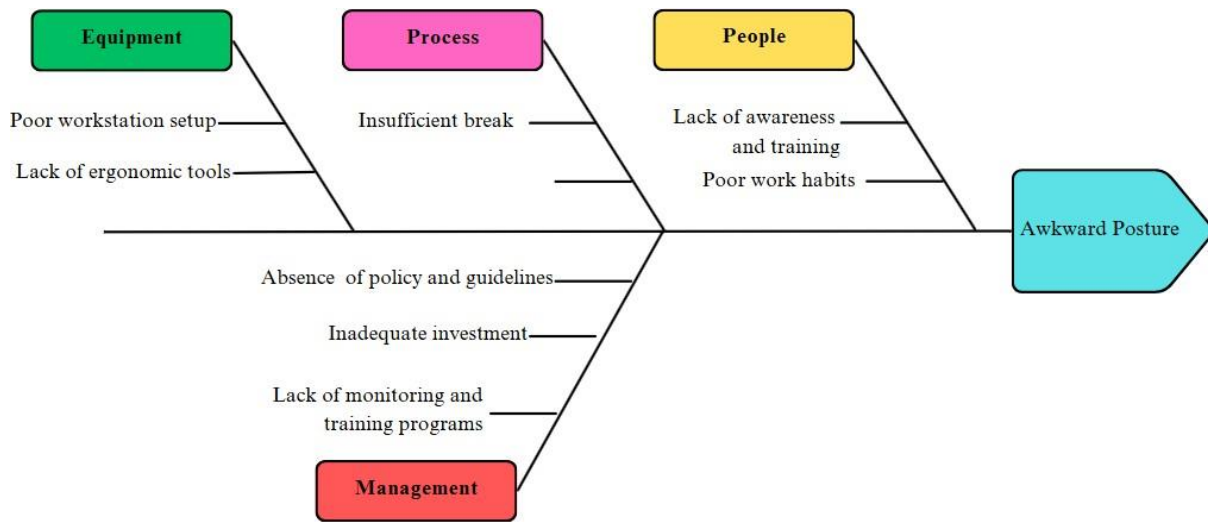 Equipment
Process
People
Poor workstation setup
Lack of ergonomic tools
Insufficient break
Lack of awareness
and training
Poor work habits
Awkward Posture
Absence of policy and guidelines
Inadequate investment
Lack of monitoring and
training programs
Management